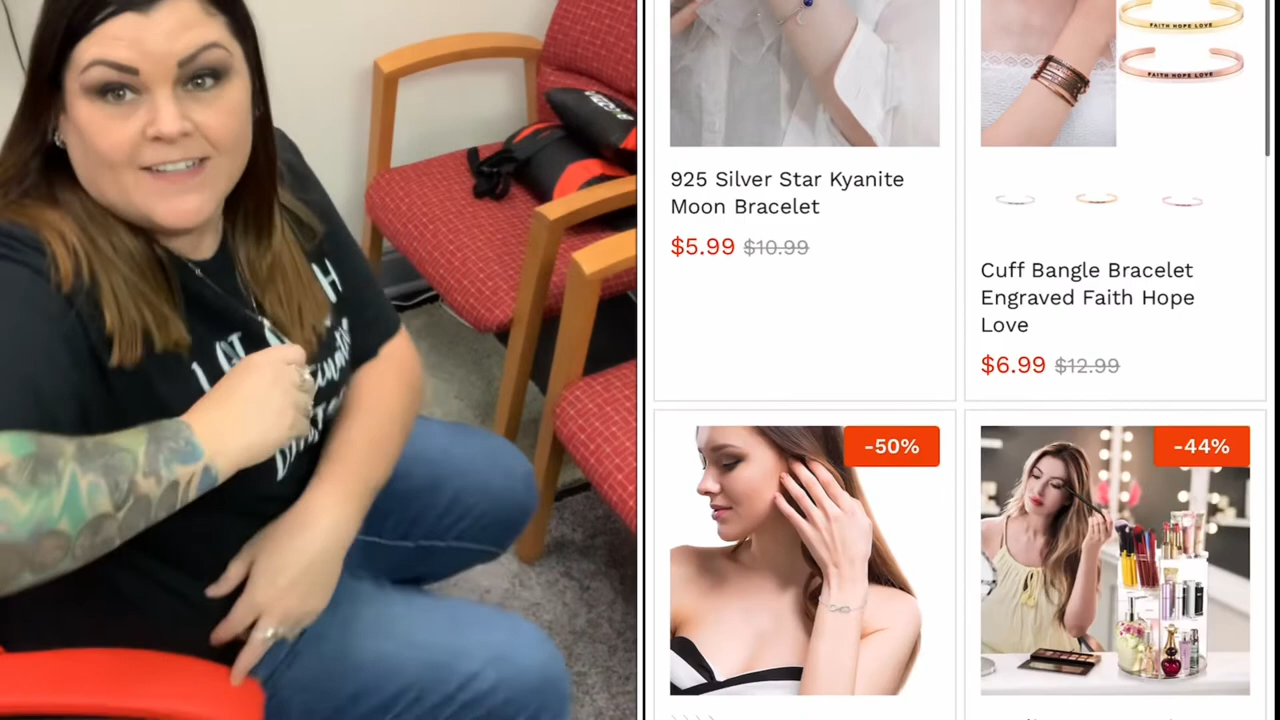 FAITH HOPE LOVE
FAITH HOPE LOVE
925 Silver Star Kyanite
Moon Bracelet
$5.99 $10.99
Cuff Bangle Bracelet
Engraved Faith Hope
Love
$6.99 $12.99
-50%
-44%